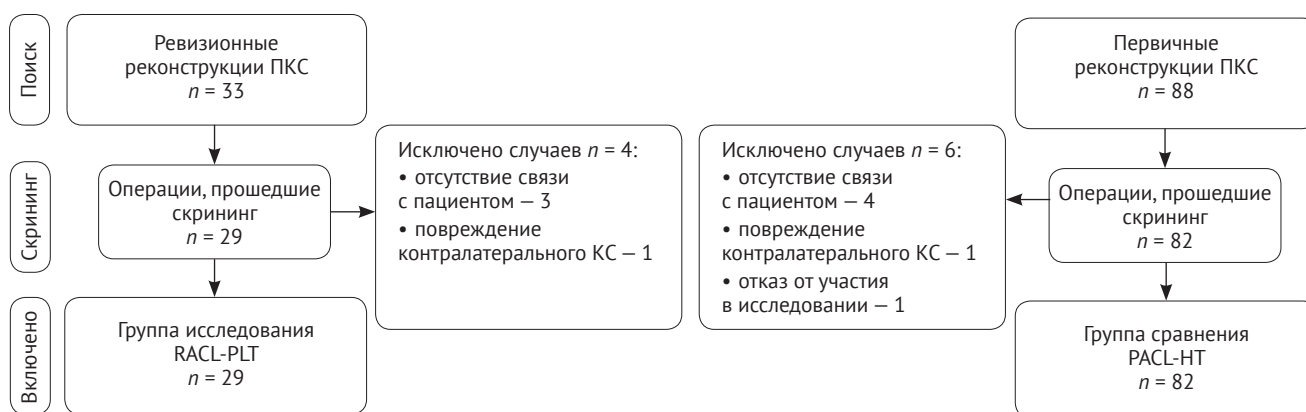 Поиск
Ревизионные
реконструкции ПКС
n = 33
Первичные
реконструкции ПКС
n = 88
Скрининг
Операции, прошедшие
скрининг
n = 29
Исключено случаев n = 4:
• отсутствие связи
с пациентом — 3
• повреждение
контралатерального КС — 1
Исключено случаев n = 6:
• отсутствие связи
с пациентом — 4
• повреждение
контралатерального КС — 1
• отказ от участия
в исследовании — 1
Операции, прошедшие
скрининг
n = 82
Включено
Группа исследования
RACL-PLT
n = 29
Группа сравнения
PACL-HT
n = 82